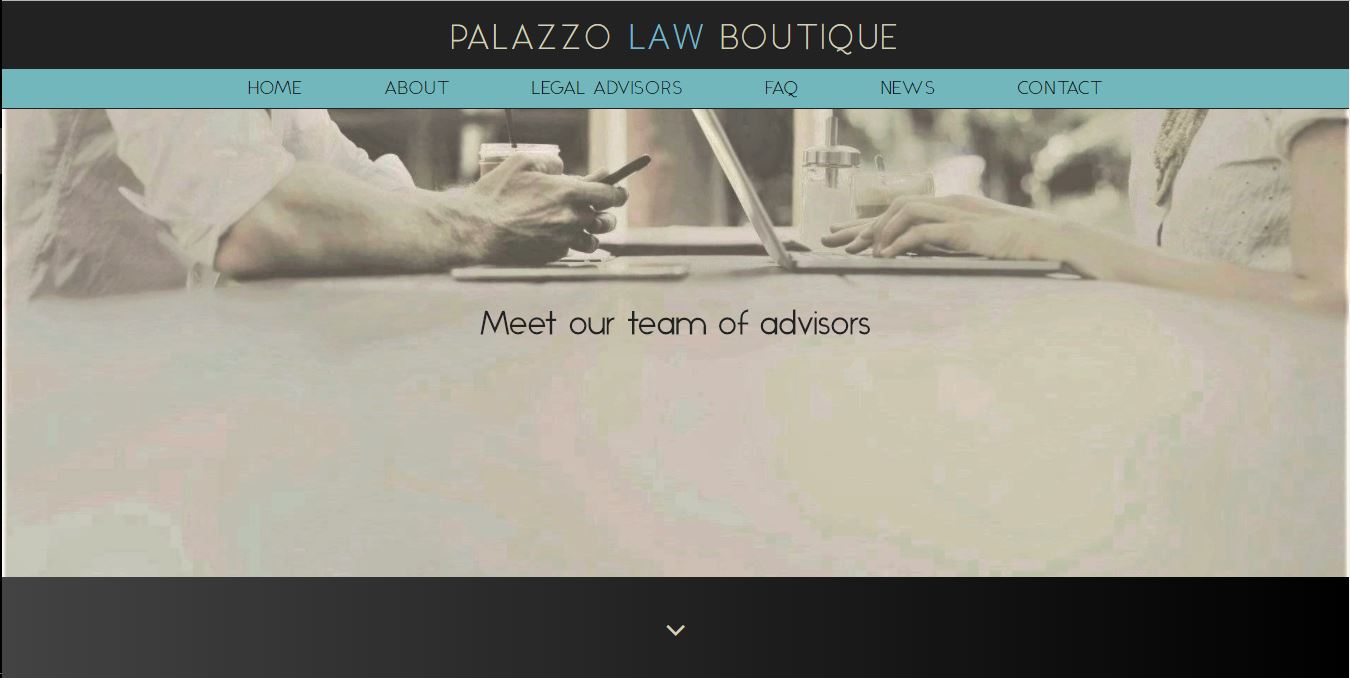 PALAZZO LAW BOUTIQUE
HOME ABOUT LEGAL ADVISORS FAQ NEWS CONTACT
Meet our team of advisors